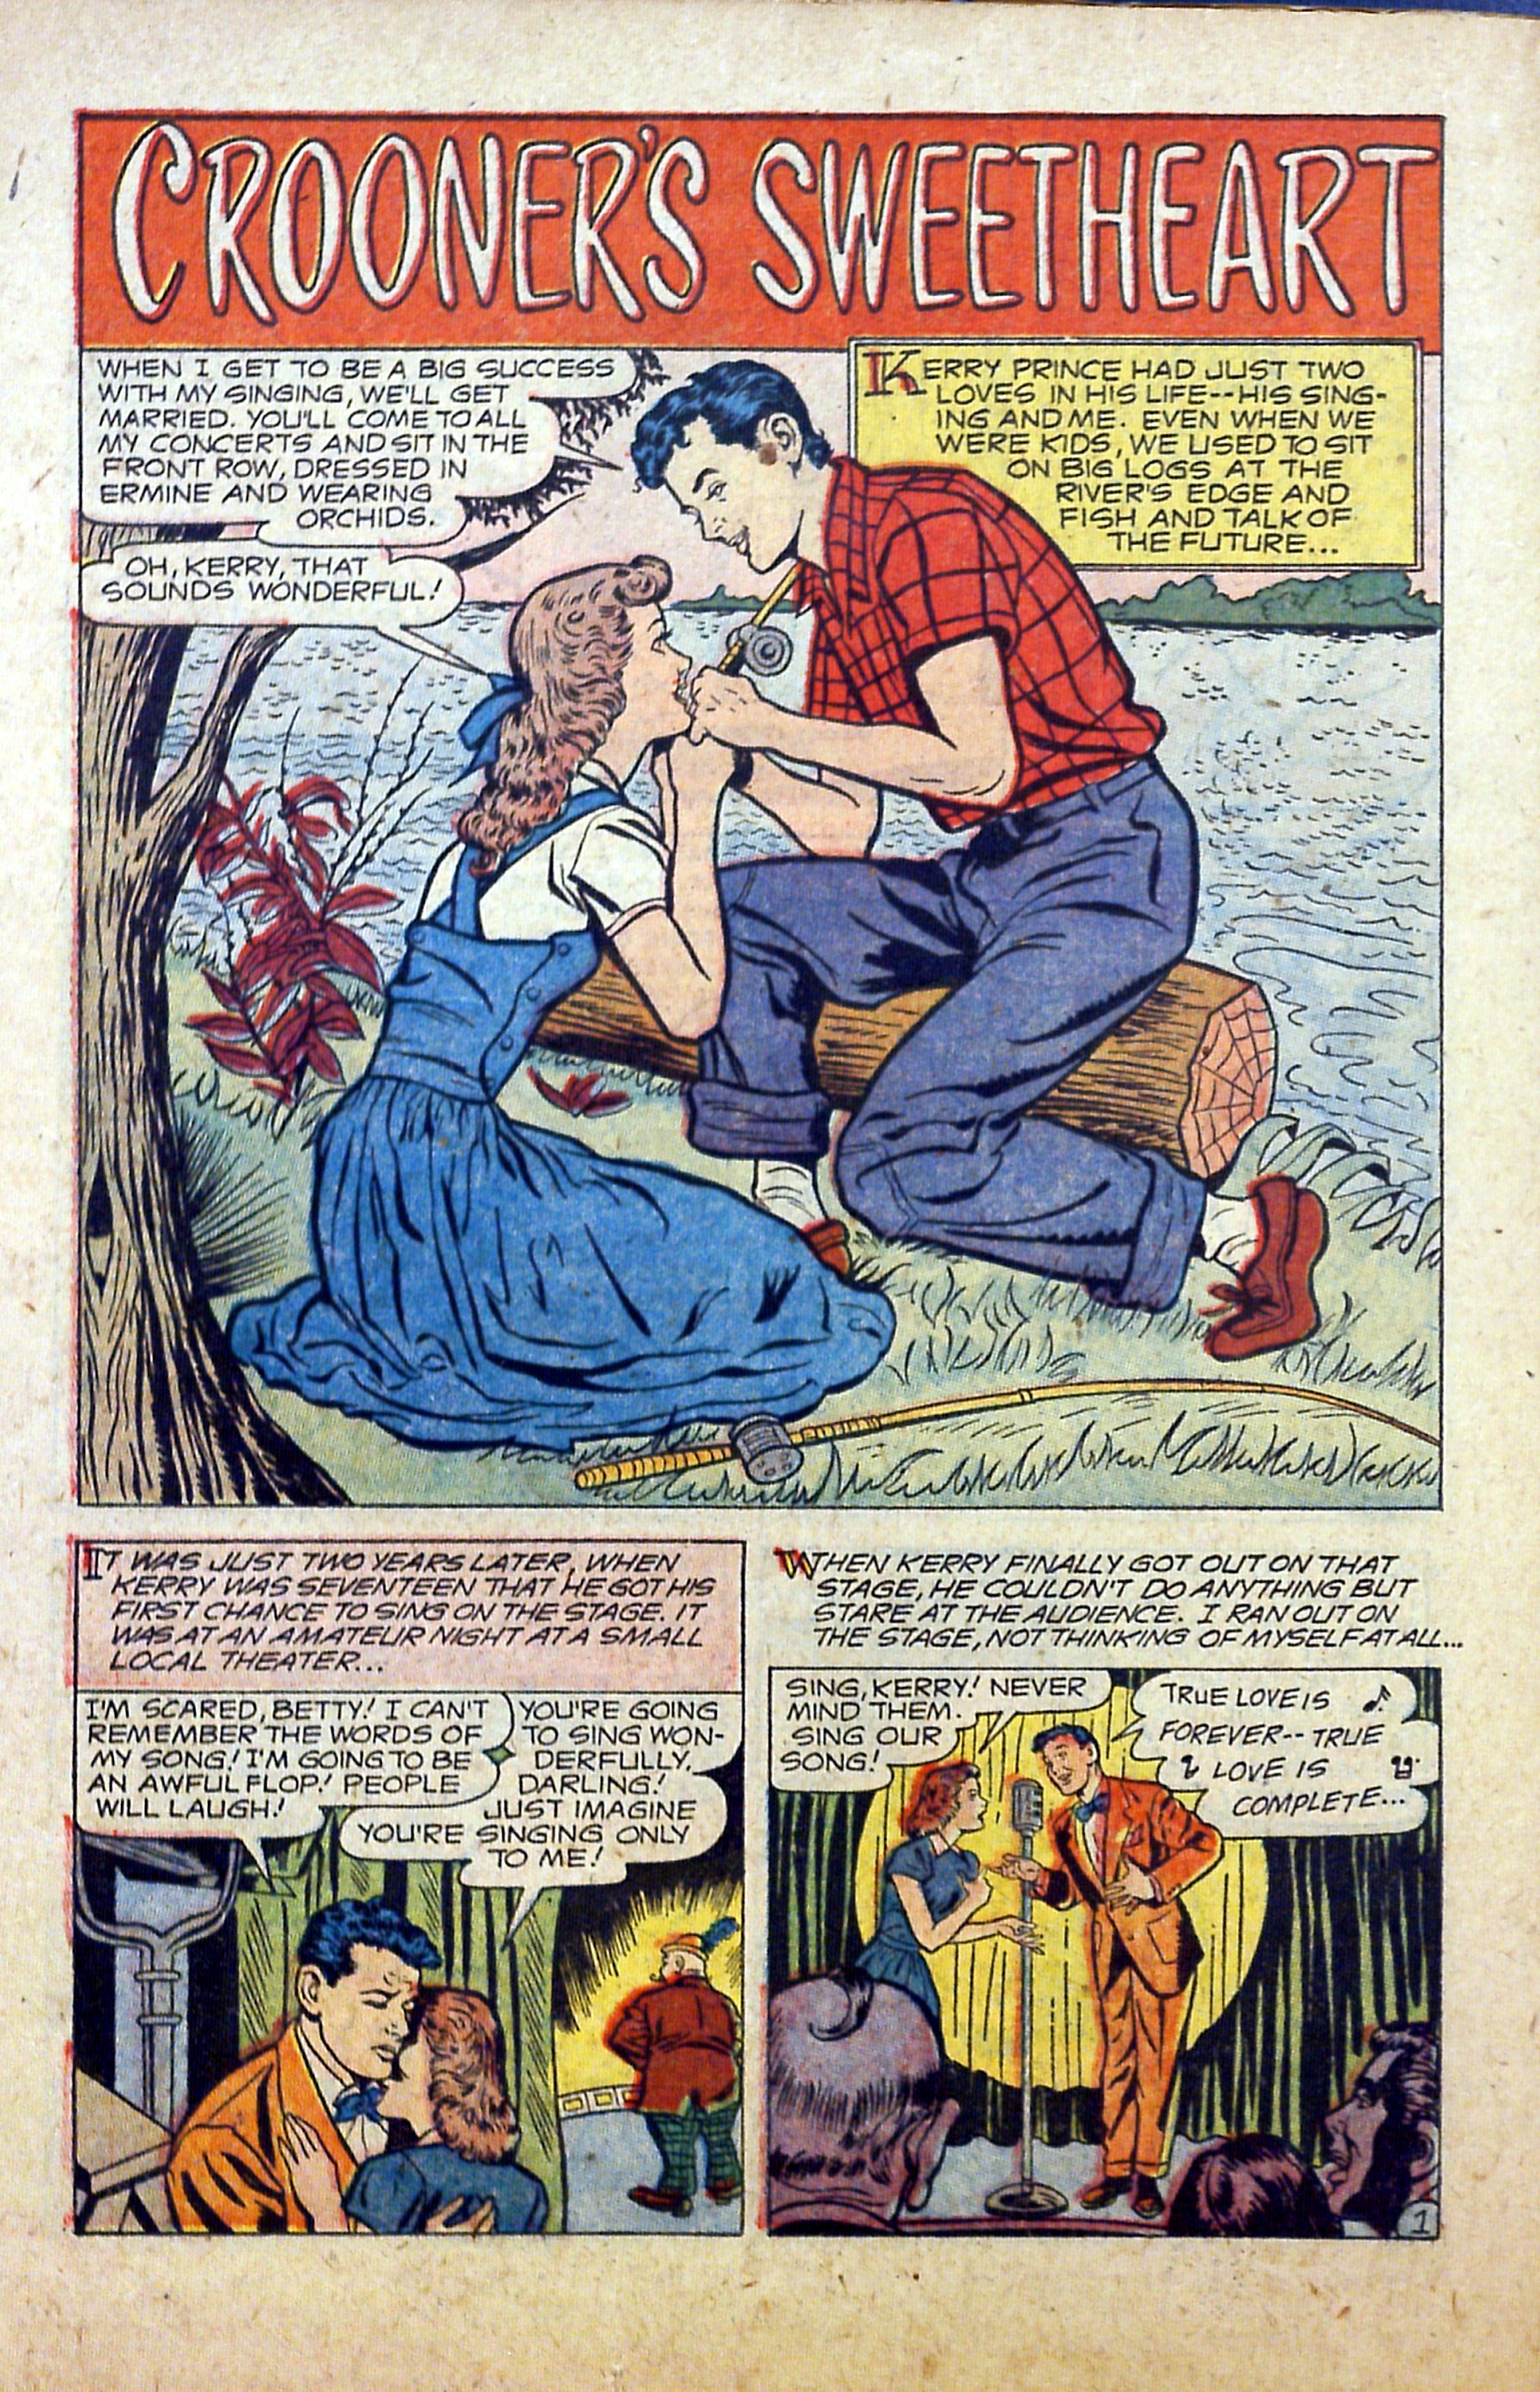 CROONER'S SWEETHEART
WHEN I GET TO BE A BIG SUCCESS
WITH MY SINGING, WE'LL GET
MARRIED. YOU'LL COME TO ALL
MY CONCERTS AND SIT IN THE
FRONT ROW, DRESSED IN
ERMINE AND WEARING
ORCHIDS.
KERRY PRINCE HAD JUST TWO
LOVES IN HIS LIFE--HIS SING-
ING AND ME. EVEN WHEN WE
WERE KIDS, WE USED TO SIT
ON BIG LOGS AT THE
RIVER'S EDGE AND
FISH AND TALK OF
THE FUTURE...
OH, KERRY, THAT
SOUNDS WONDERFUL!
IT WAS JUST TWO YEARS LATER, WHEN
KERRY WAS SEVENTEEN THAT HE GOT HIS
FIRST CHANCE TO SING ON THE STAGE. IT
WAS AT AN AMATEUR NIGHT AT A SMALL
LOCAL THEATER...
I'M SCARED, BETTY! I CAN'T
REMEMBER THE WORDS OF
MY SONG! I'M GOING TO BE
AN AWFUL FLOP! PEOPLE
WILL LAUGH!
YOU'RE GOING
TO SING WON-
DERFULLY,
DARLING!
JUST IMAGINE
YOU'RE SINGING ONLY
TO ME!
WHEN KERRY FINALLY GOT OUT ON THAT
STAGE, HE COULDN'T DO ANYTHING BUT
STARE AT THE AUDIENCE. I RAN OUT ON
THE STAGE, NOT THINKING OF MYSELF AT ALL...
SING, KERRY! NEVER
MIND THEM.
SING OUR
SONG!
TRUE LOVE IS
FOREVER--TRUE
LOVE IS
COMPLETE...
1